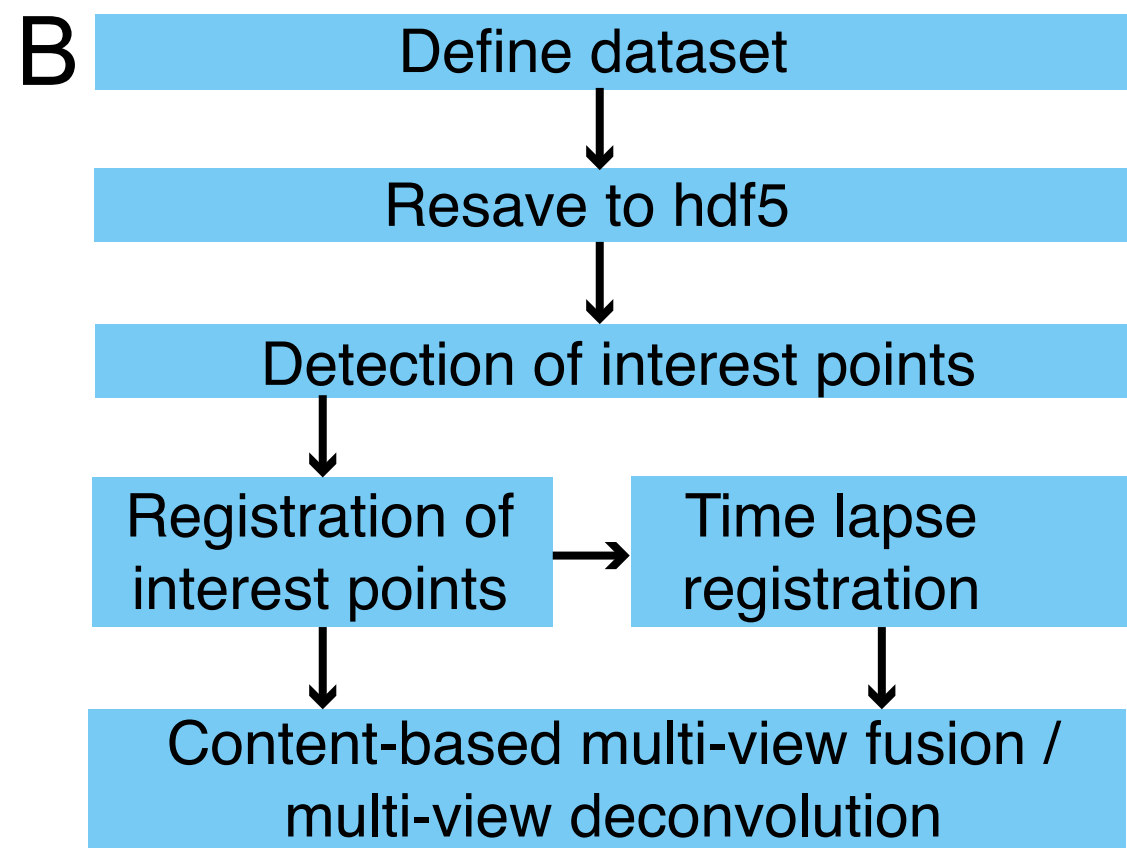 B
Define dataset
Resave to hdf5
Detection of interest points
Registration of
interest points
Time lapse
registration
Content-based multi-view fusion /
multi-view deconvolution